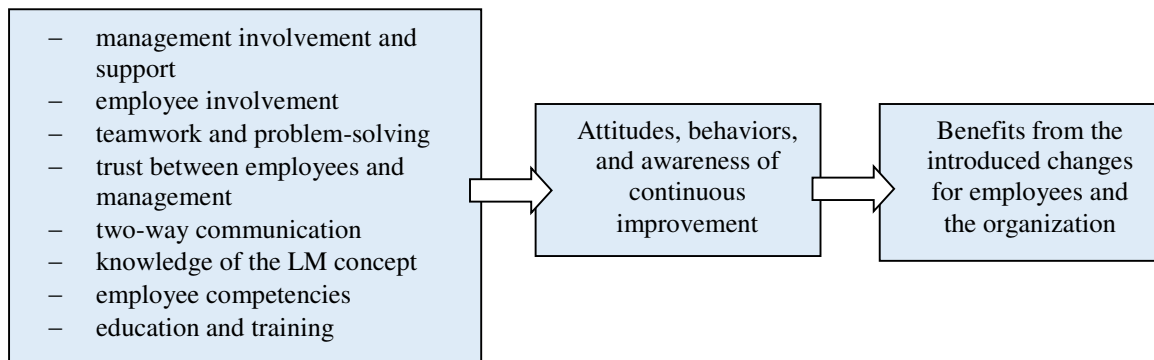 – management involvement and
support
– employee involvement
– teamwork and problem-solving
– trust between employees and
management
– two-way communication
– knowledge of the LM concept
– employee competencies
– education and training
Attitudes, behaviors,
and awareness of
continuous
improvement
Benefits from the
introduced changes
for employees and
the organization